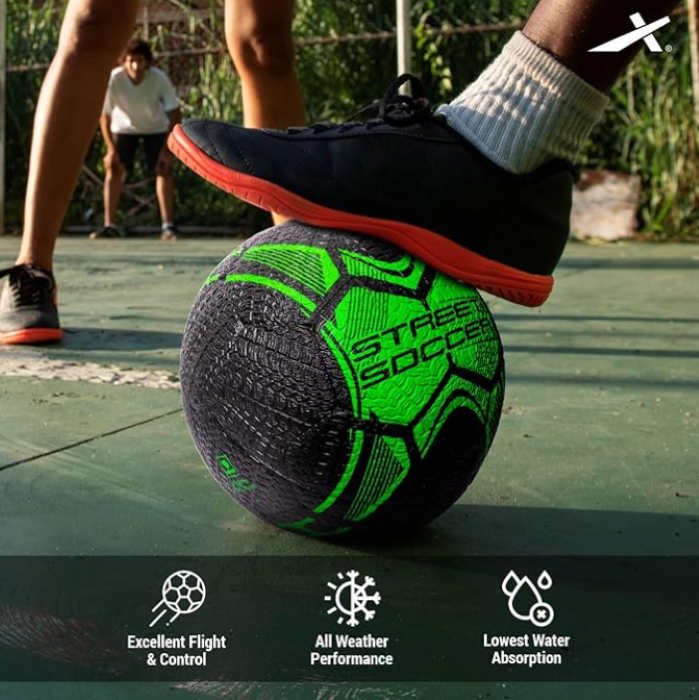 STREET
SOCCER
Excellent Flight
& Control
All Weather
Performance
Lowest Water
Absorption